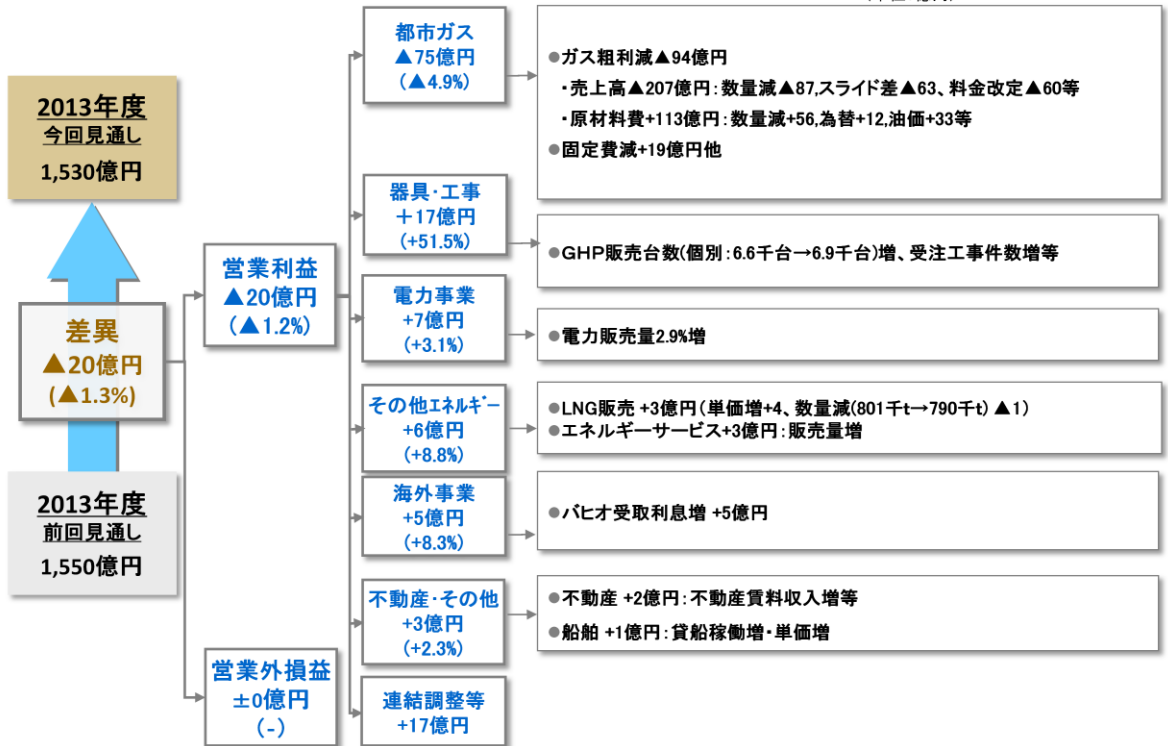 2013年度
今回見通し
1,530億円
差異
▲20億円
(▲1.3%)
2013年度
前回見通し
1,550億円
営業利益
▲20億円
(▲1.2%)
営業外損益
±0億円
(-)
都市ガス
▲75億円
(▲4.9%)
●ガス粗利減▲94億円
・売上高▲207億円:数量減▲87,スライド差▲63、料金改定▲60等
・原材料費+113億円:数量減+56,為替+12,油価+33等
●固定費減+19億円他
器具・工事
＋17億円
(+51.5%)
●GHP販売台数(個別:6.6千台→6.9千台)増、受注工事件数増等
電力事業
+7億円
(+3.1%)
●電力販売量2.9%増
その他エネルギー
+6億円
(+8.8%)
●LNG販売 +3億円(単価増+4、数量減(801千t→790千t) ▲1)
●エネルギーサービス+3億円:販売量増
海外事業
+5億円
(+8.3%)
●バヒオ受取利息増 +5億円
不動産・その他
+3億円
(+2.3%)
●不動産 +2億円:不動産賃料収入増等
●船舶 +1億円:貸船稼働増・単価増
連結調整等
+17億円